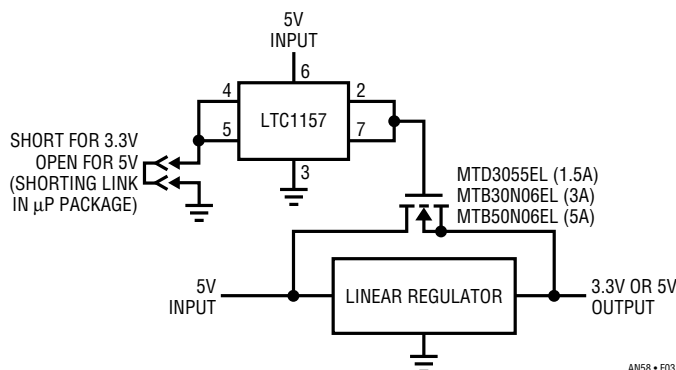 5V
INPUT
6
4
2
LTC1157
5
7
3
SHORT FOR 3.3V
OPEN FOR 5V
(SHORTING LINK
IN μP PACKAGE)
MTD3055EL (1.5A)
MTB30N06EL (3A)
MTB50N06EL (5A)
5V
INPUT
LINEAR REGULATOR
3.3V OR 5V
OUTPUT
AN58 • F03